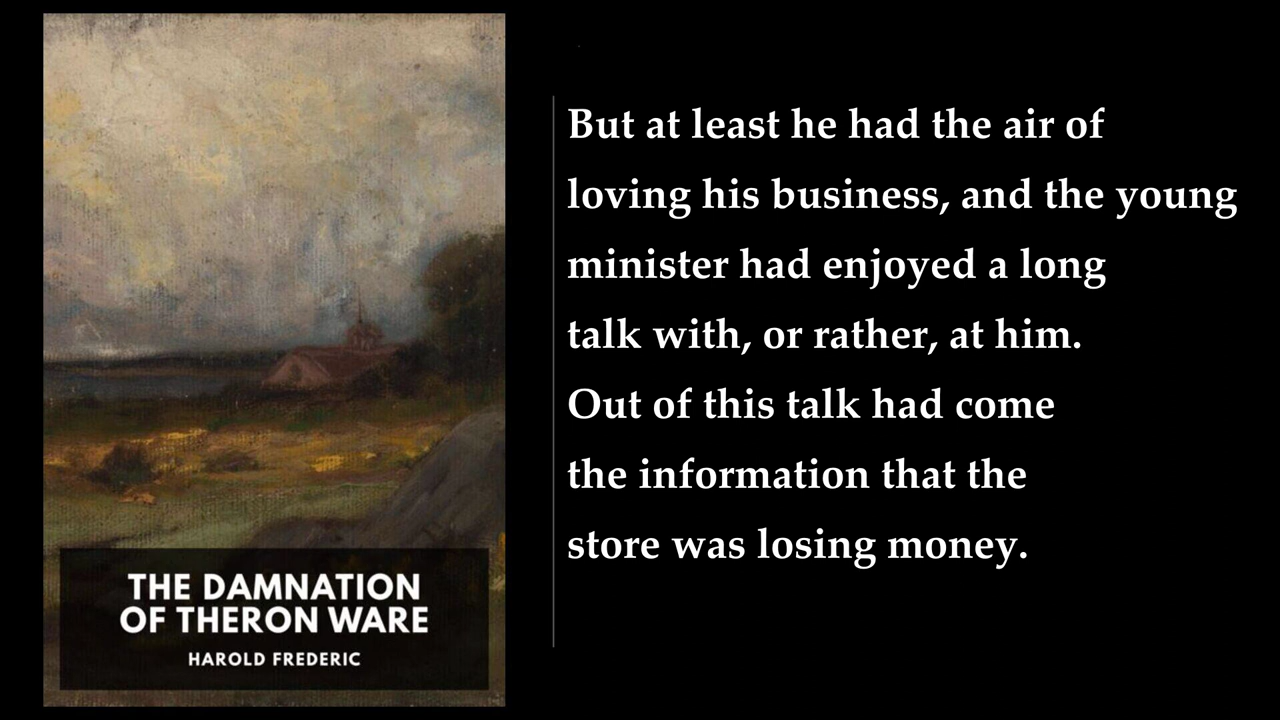 THE DAMNATION
OF THERON WARE
HAROLD FREDERIC
But at least he had the air of
loving his business, and the young
minister had enjoyed a long
talk with, or rather, at him.
Out of this talk had come
the information that the
store was losing money.